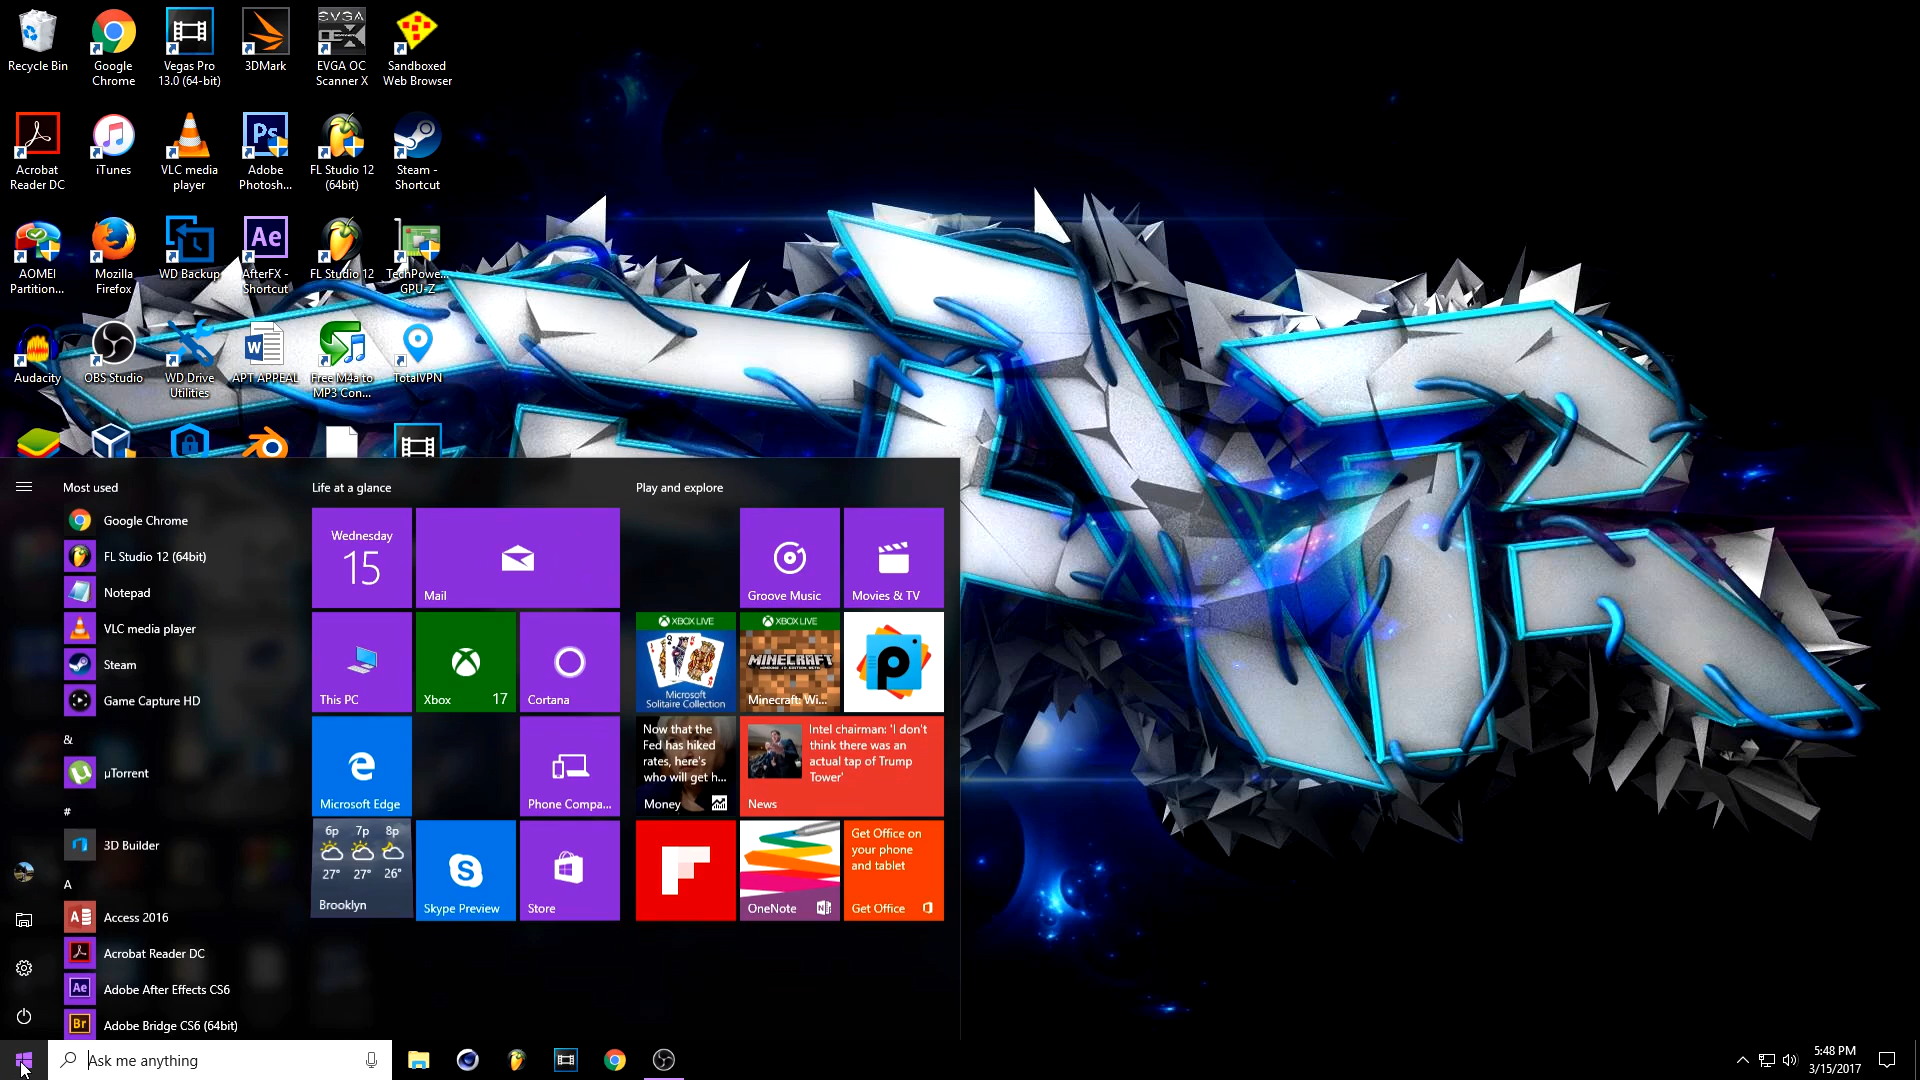 Recycle Bin
Google
Chrome
Vegas Pro
13.0 (64-bit)
3DMark
EVGA
EVGA OC
Scanner X
Sandboxed
Web Browser
Acrobat
Reader DC
iTunes
VLC media
player
Ps
Adobe
Photosh...
FL Studio 12
(64bit)
Steam -
Shortcut
AOMEI
Partition...
Mozilla
Firefox
WD Backup
Ae
AfterFX -
Shortcut
FL Studio 12
TechPowe...
GPU-Z
Audacity
OBS Studio
WD Drive
Utilities
W
APT APPEAL
Free M4a to
MP3 Con...
TotalVPN
Most used
Google Chrome
FL Studio 12 (64bit)
Notepad
VLC media player
Steam
Game Capture HD
&
µTorrent
#
3D Builder
A
Access 2016
Acrobat Reader DC
Ae
Adobe After Effects CS6
Br
Adobe Bridge CS6 (64bit)
Life at a glance
Wednesday
15
Mail
This PC
Xbox 17
Cortana
Microsoft Edge
Phone Compa...
6p 7p 8p
27° 27° 26°
Brooklyn
Skype Preview
Store
Play and explore
Groove Music
Movies & TV
XBOX LIVE
Microsoft
Solitaire Collection
XBOX LIVE
MINECRAFT
WINDOWS 10 EDITION BETA
Minecraft: Wi...
p
Now that the
Fed has hiked
rates, here's
who will get h...
Money
Intel chairman: 'I don't
think there was an
actual tap of Trump
Tower'
News
OneNote
Get Office on
your phone
and tablet
Get Office
Ask me anything
5:48 PM
3/15/2017